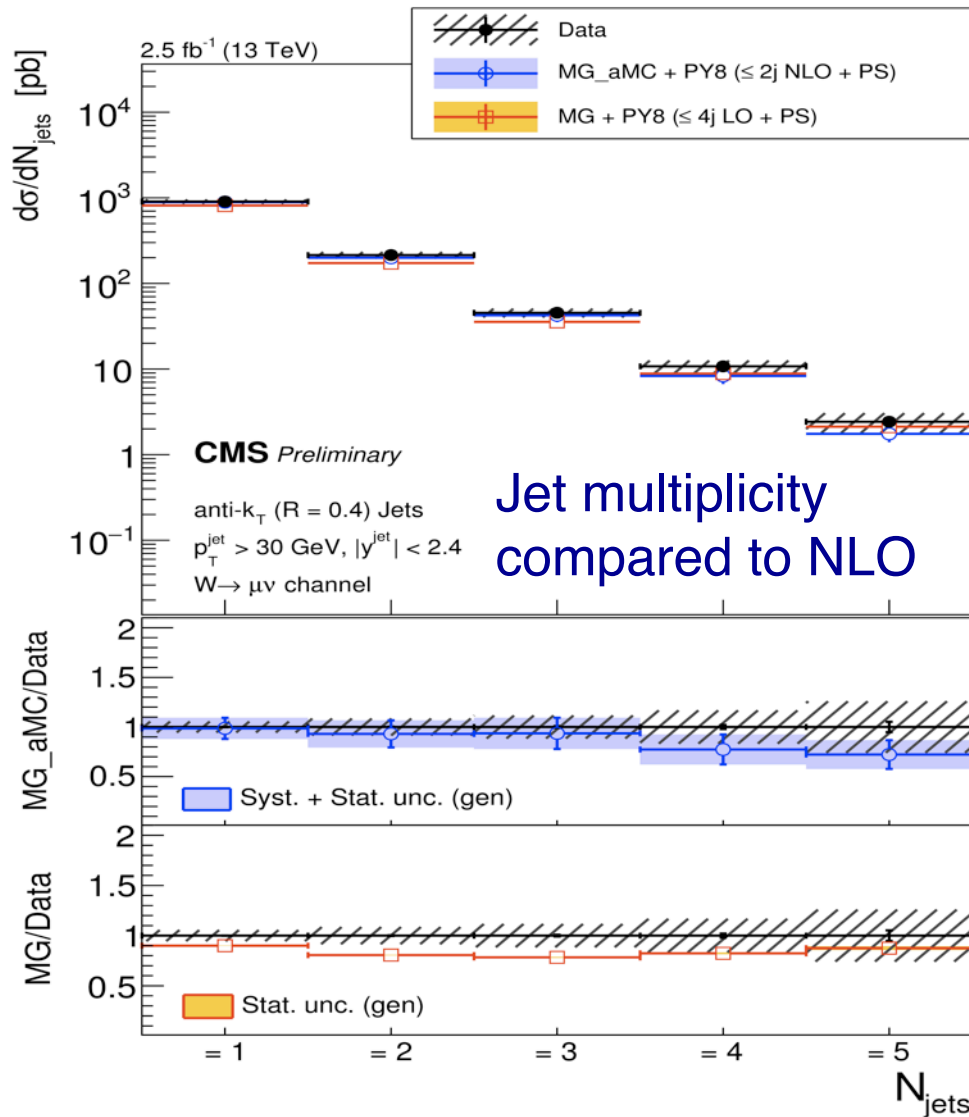 2.5 fb⁻¹ (13 TeV)
Data
MG_aMC + PY8 (≤ 2j NLO + PS)
MG + PY8 (≤ 4j LO + PS)
dσ/dN_jets [pb]
10⁴
10³
10²
10
1
10⁻¹
CMS Preliminary
anti-k_T (R = 0.4) Jets
p_T^jet > 30 GeV, |y^jet| < 2.4
W→ μν channel
Jet multiplicity
compared to NLO
MG_aMC/Data
2
1.5
1
0.5
Syst. + Stat. unc. (gen)
MG/Data
2
1.5
1
0.5
Stat. unc. (gen)
= 1 = 2 = 3 = 4 = 5
N_jets